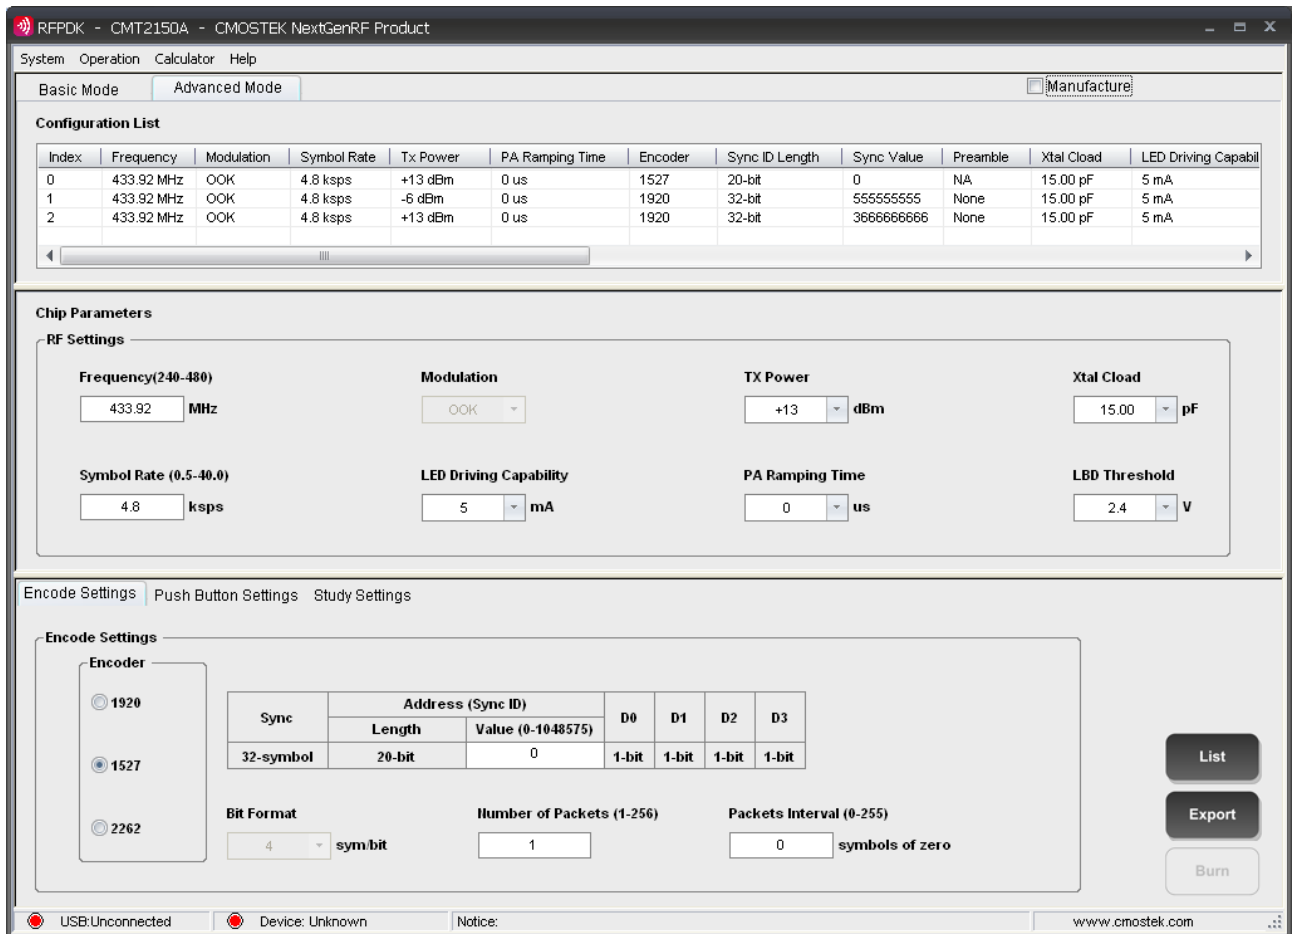 RFPDK - CMT2150A - CMOSTEK NextGenRF Product
System Operation Calculator Help
Basic Mode Advanced Mode Manufacture
Configuration List
Index Frequency Modulation Symbol Rate Tx Power PA Ramping Time Encoder Sync ID Length Sync Value Preamble Xtal Cload LED Driving Capabil
0 433.92 MHz OOK 4.8 ksps +13 dBm 0 us 1527 20-bit 0 NA 15.00 pF 5 mA
1 433.92 MHz OOK 4.8 ksps -6 dBm 0 us 1920 32-bit 555555555 None 15.00 pF 5 mA
2 433.92 MHz OOK 4.8 ksps +13 dBm 0 us 1920 32-bit 3666666666 None 15.00 pF 5 mA
Chip Parameters
RF Settings
Frequency(240-480) Modulation TX Power Xtal Cload
433.92 MHz OOK +13 dBm 15.00 pF
Symbol Rate (0.5-40.0) LED Driving Capability PA Ramping Time LBD Threshold
4.8 ksps 5 mA 0 us 2.4 V
Encode Settings Push Button Settings Study Settings
Encode Settings
Encoder
1920
1527
2262
Sync Address (Sync ID) D0 D1 D2 D3
Length Value (0-1048575)
32-symbol 20-bit 0 1-bit 1-bit 1-bit 1-bit
Bit Format Number of Packets (1-256) Packets Interval (0-255)
4 sym/bit 1 0 symbols of zero
List
Export
Burn
USB:Unconnected Device: Unknown Notice: www.cmostek.com